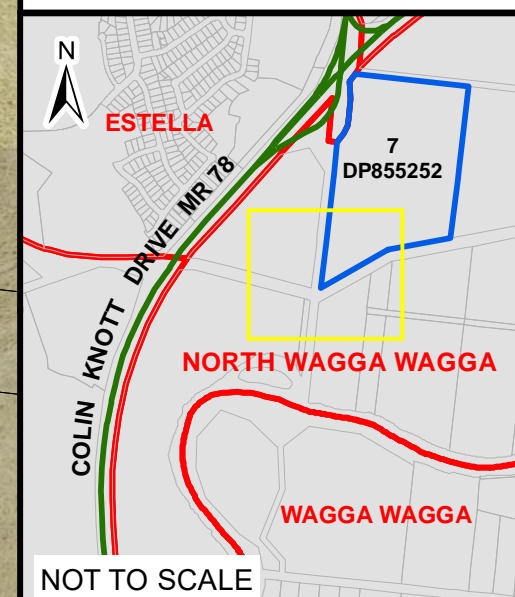 N
ESTELLA
7
DP855252
COLIN KNOTT DRIVE MR 78
NORTH WAGGA WAGGA
WAGGA WAGGA
NOT TO SCALE